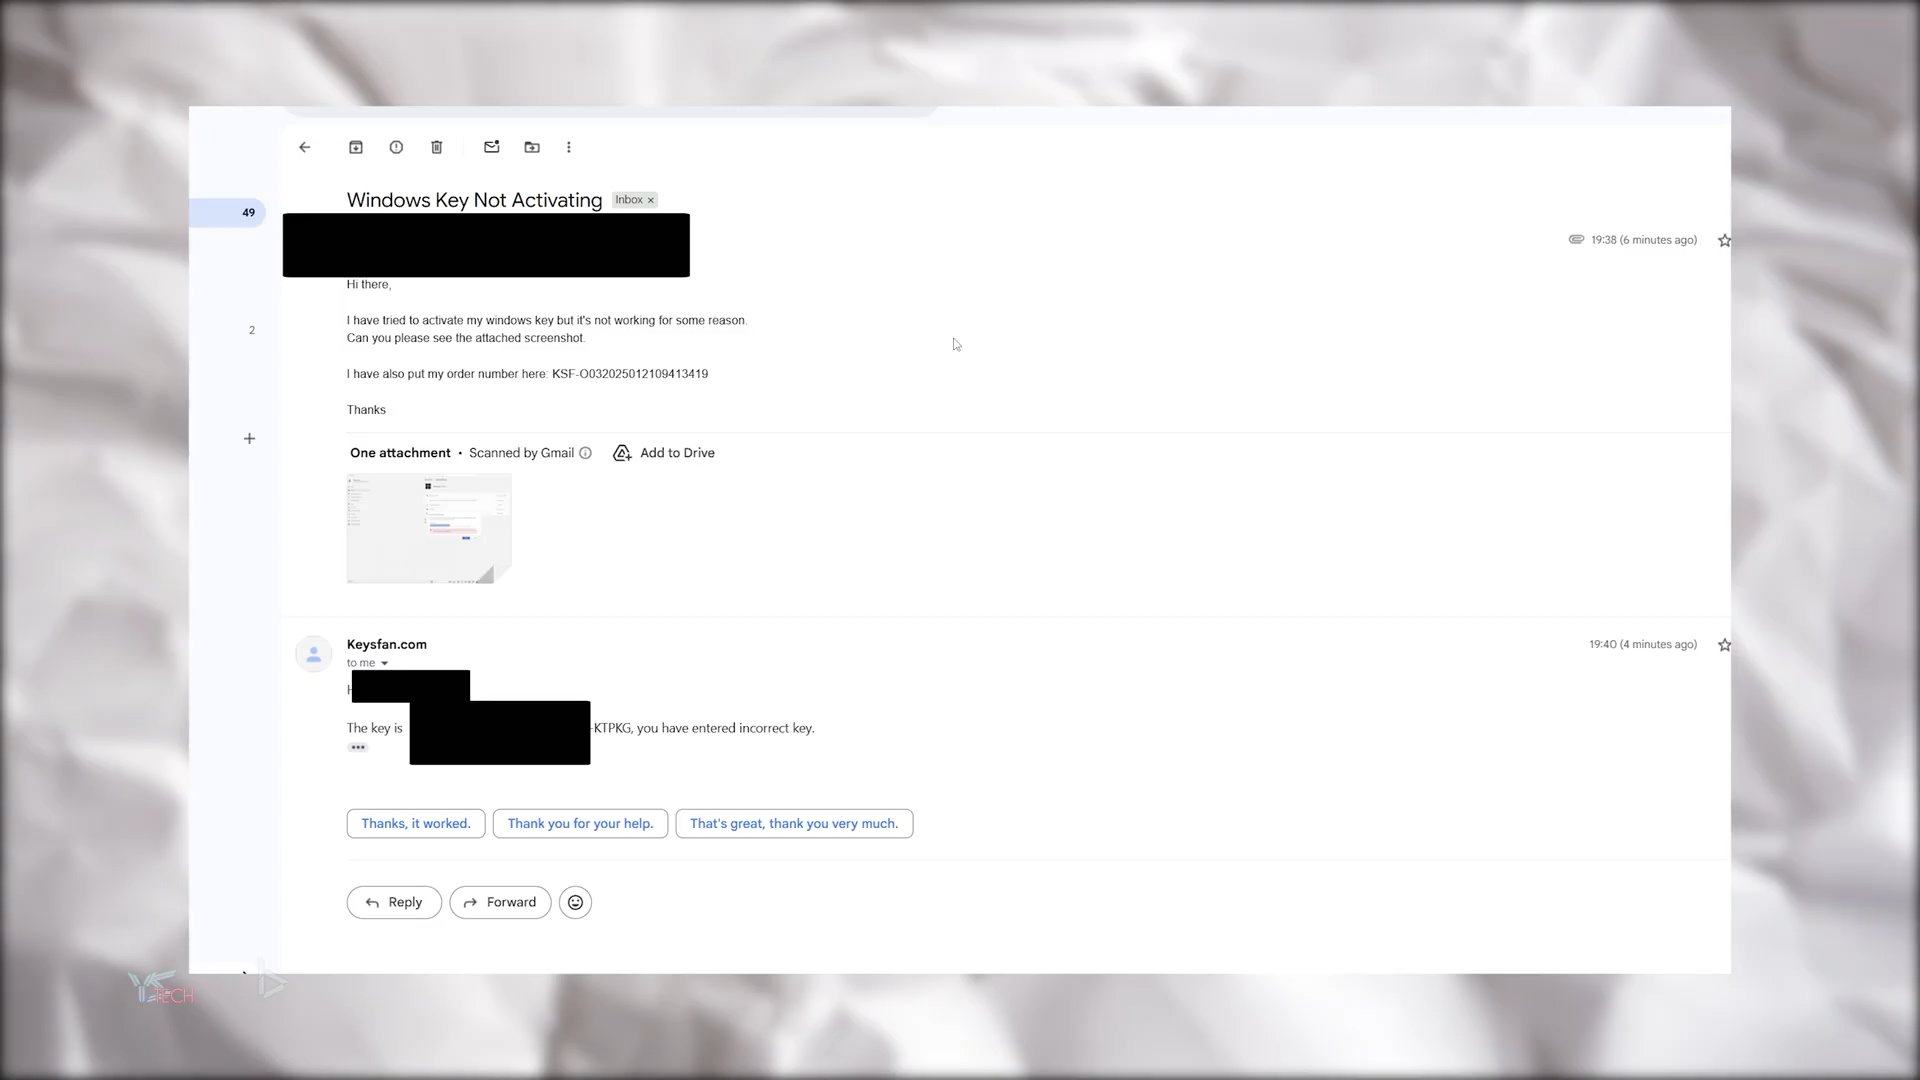 Windows Key Not Activating Inbox ×
49
19:38 (6 minutes ago)
Hi there,
I have tried to activate my windows key but it's not working for some reason.
2
Can you please see the attached screenshot.
I have also put my order number here: KSF-O032025012109413419
Thanks
One attachment • Scanned by Gmail Add to Drive
Keysfan.com
19:40 (4 minutes ago)
to me
The key is -KTPKG, you have entered incorrect key.
Thanks, it worked. Thank you for your help. That's great, thank you very much.
Reply Forward
YK TECH